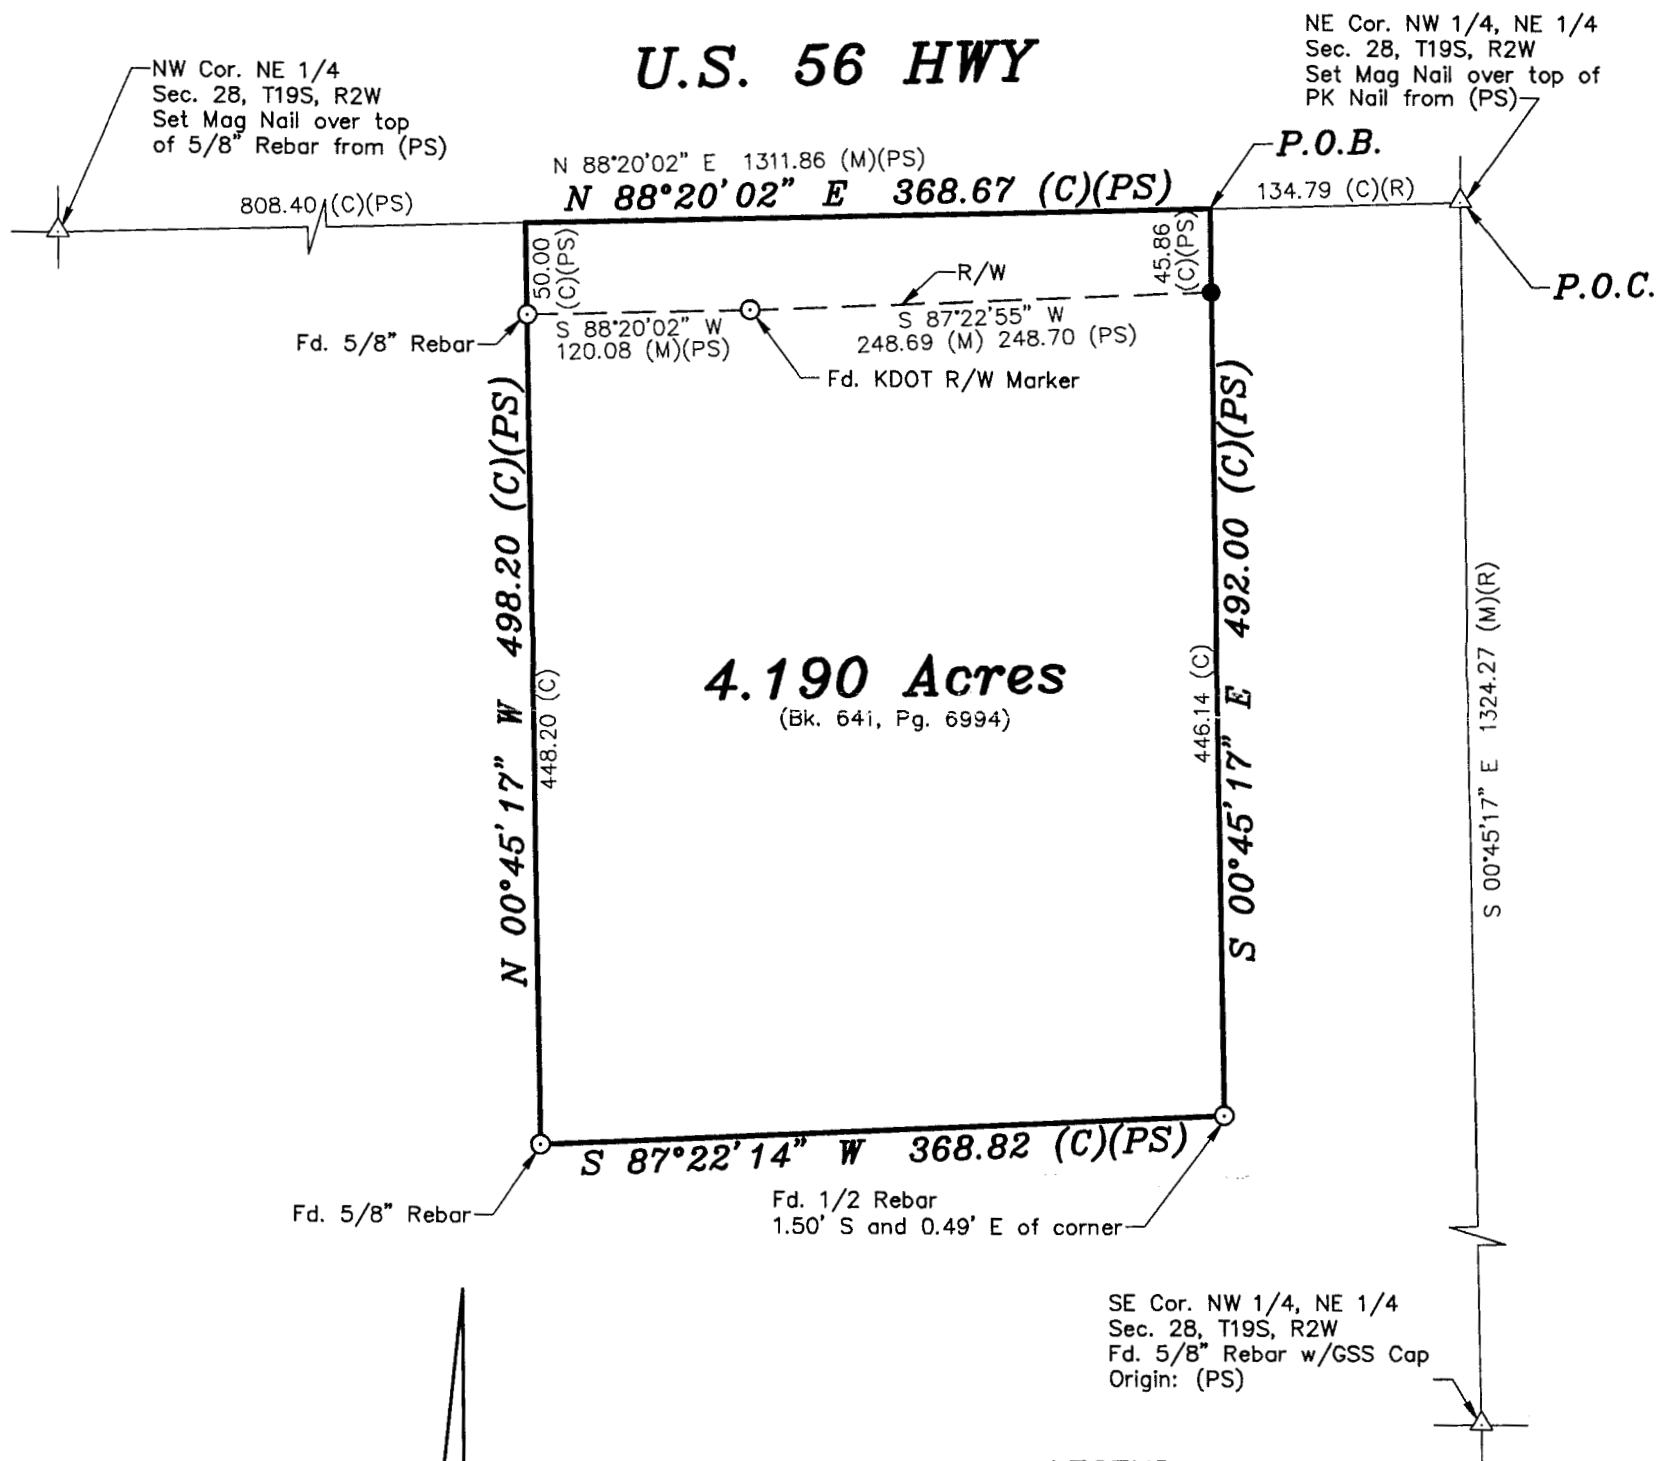 U.S. 56 HWY
NW Cor. NE 1/4
Sec. 28, T19S, R2W
Set Mag Nail over top
of 5/8" Rebar from (PS)
NE Cor. NW 1/4, NE 1/4
Sec. 28, T19S, R2W
Set Mag Nail over top of
PK Nail from (PS)
P.O.B.
N 88°20'02" E 1311.86 (M)(PS)
N 88°20'02" E 368.67 (C)(PS)
808.40 (C)(PS)
134.79 (C)(R)
P.O.C.
50.00
(C)(PS)
45.86
(C)(PS)
R/W
S 88°20'02" W
120.08 (M)(PS)
S 87°22'55" W
248.69 (M) 248.70 (PS)
Fd. 5/8" Rebar
Fd. KDOT R/W Marker
N 00°45'17" W 498.20 (C)(PS)
448.20 (C)
4.190 Acres
(Bk. 641, Pg. 6994)
446.14 (C)
S 00°45'17" E 492.00 (C)(PS)
S 00°45'17" E 1324.27 (M)(R)
S 87°22'14" W 368.82 (C)(PS)
Fd. 5/8" Rebar
Fd. 1/2 Rebar
1.50' S and 0.49' E of corner
SE Cor. NW 1/4, NE 1/4
Sec. 28, T19S, R2W
Fd. 5/8" Rebar w/GSS Cap
Origin: (PS)